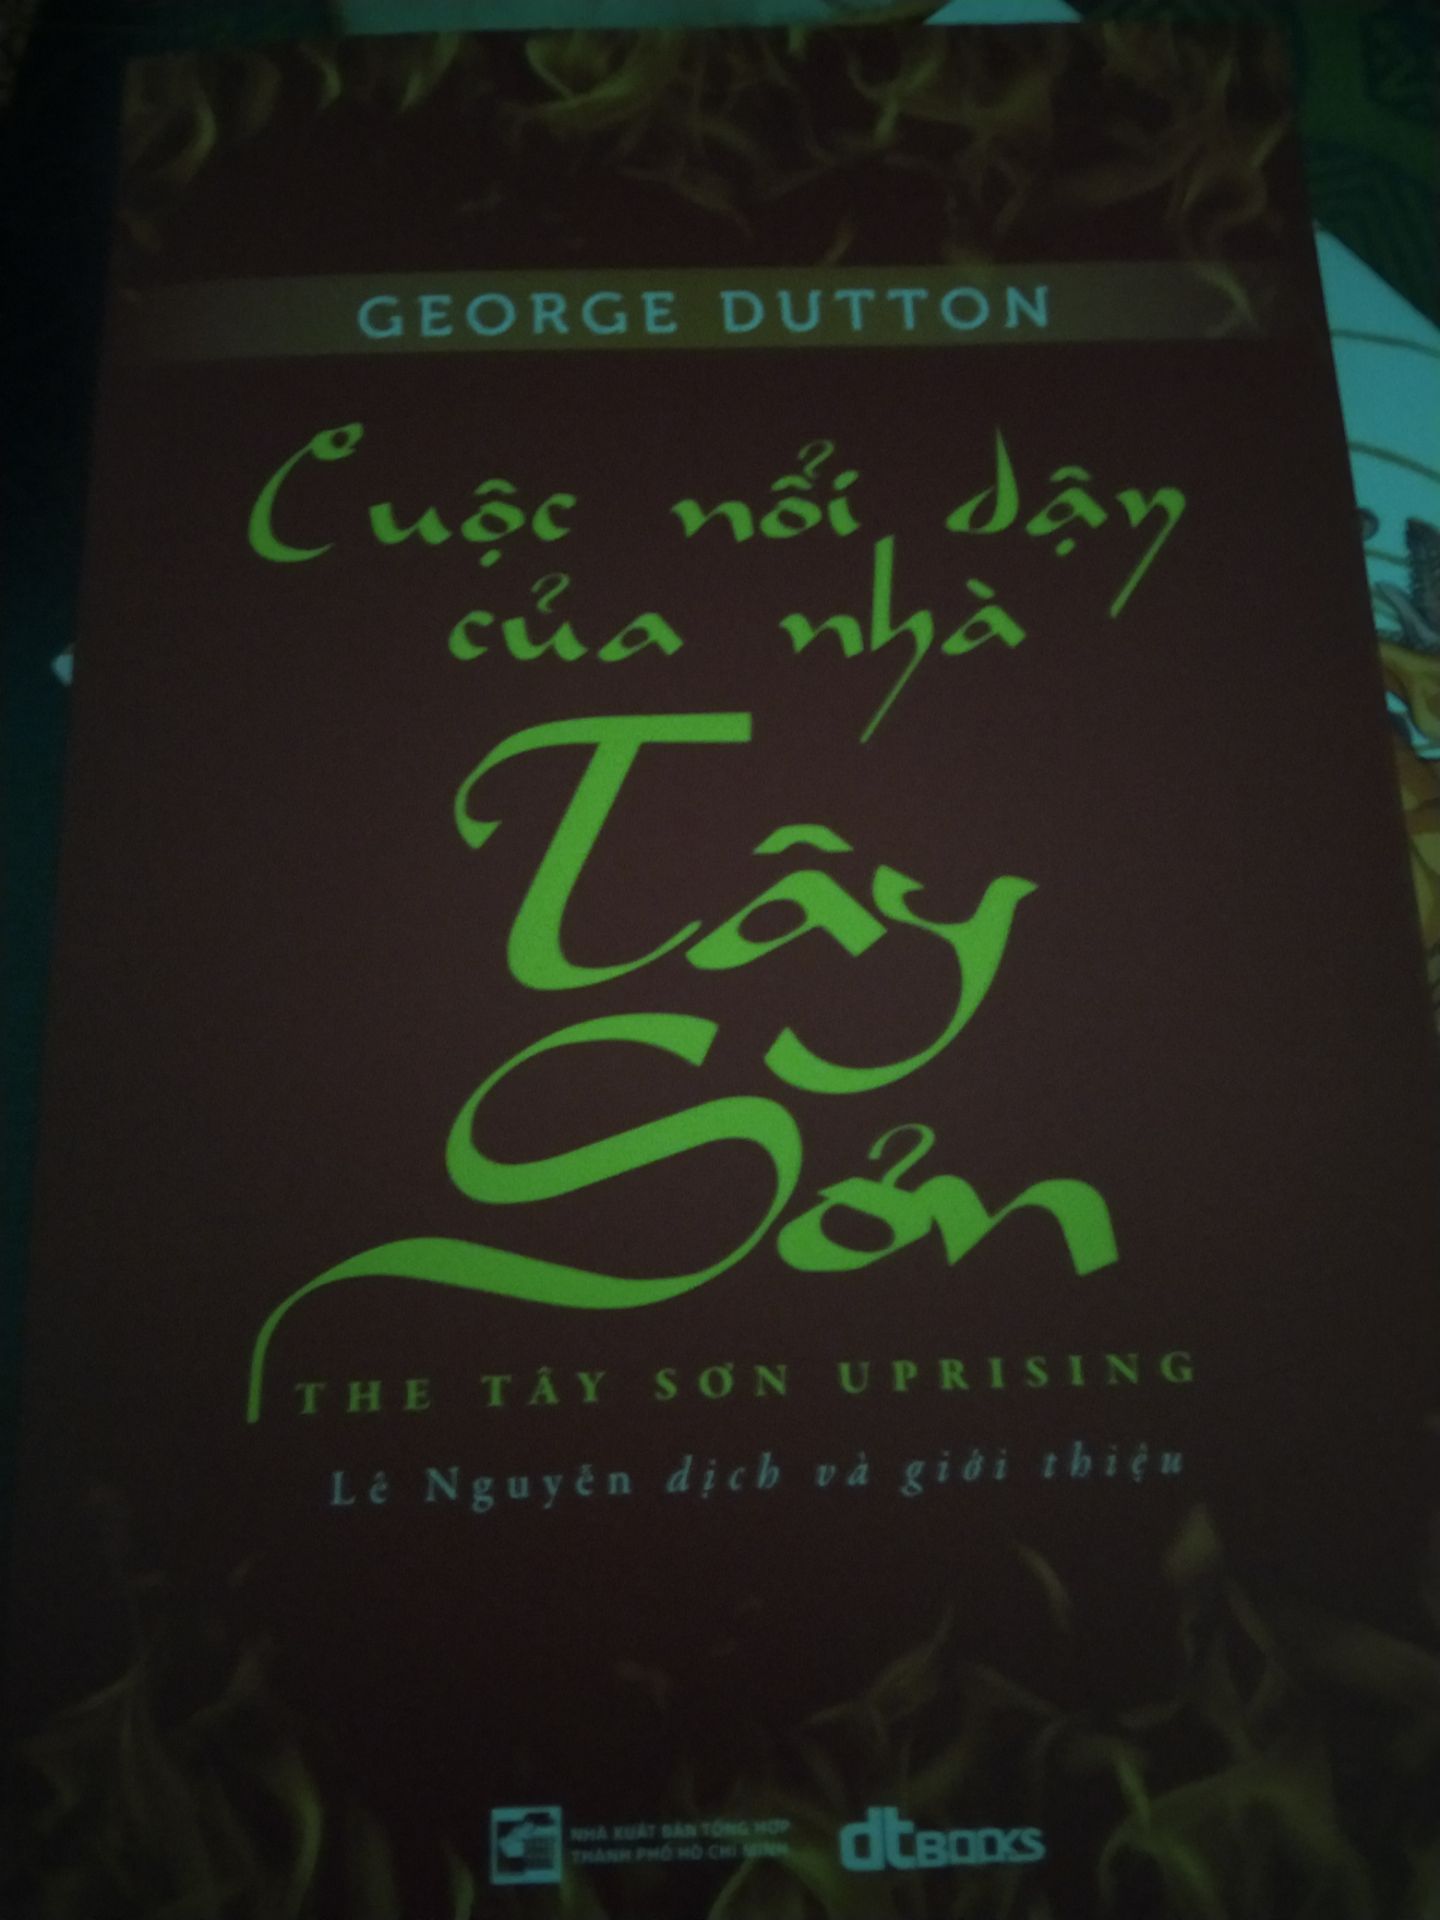 GEORGE DUTTON
Cuộc nổi dậy
của nhà
Tây
Sơn
THE TÂY SƠN UPRISING
Lê Nguyễn dịch và giới thiệu
NHÀ XUẤT BẢN TỔNG HỢP
THÀNH PHỐ HỒ CHÍ MINH
dtBOOKS